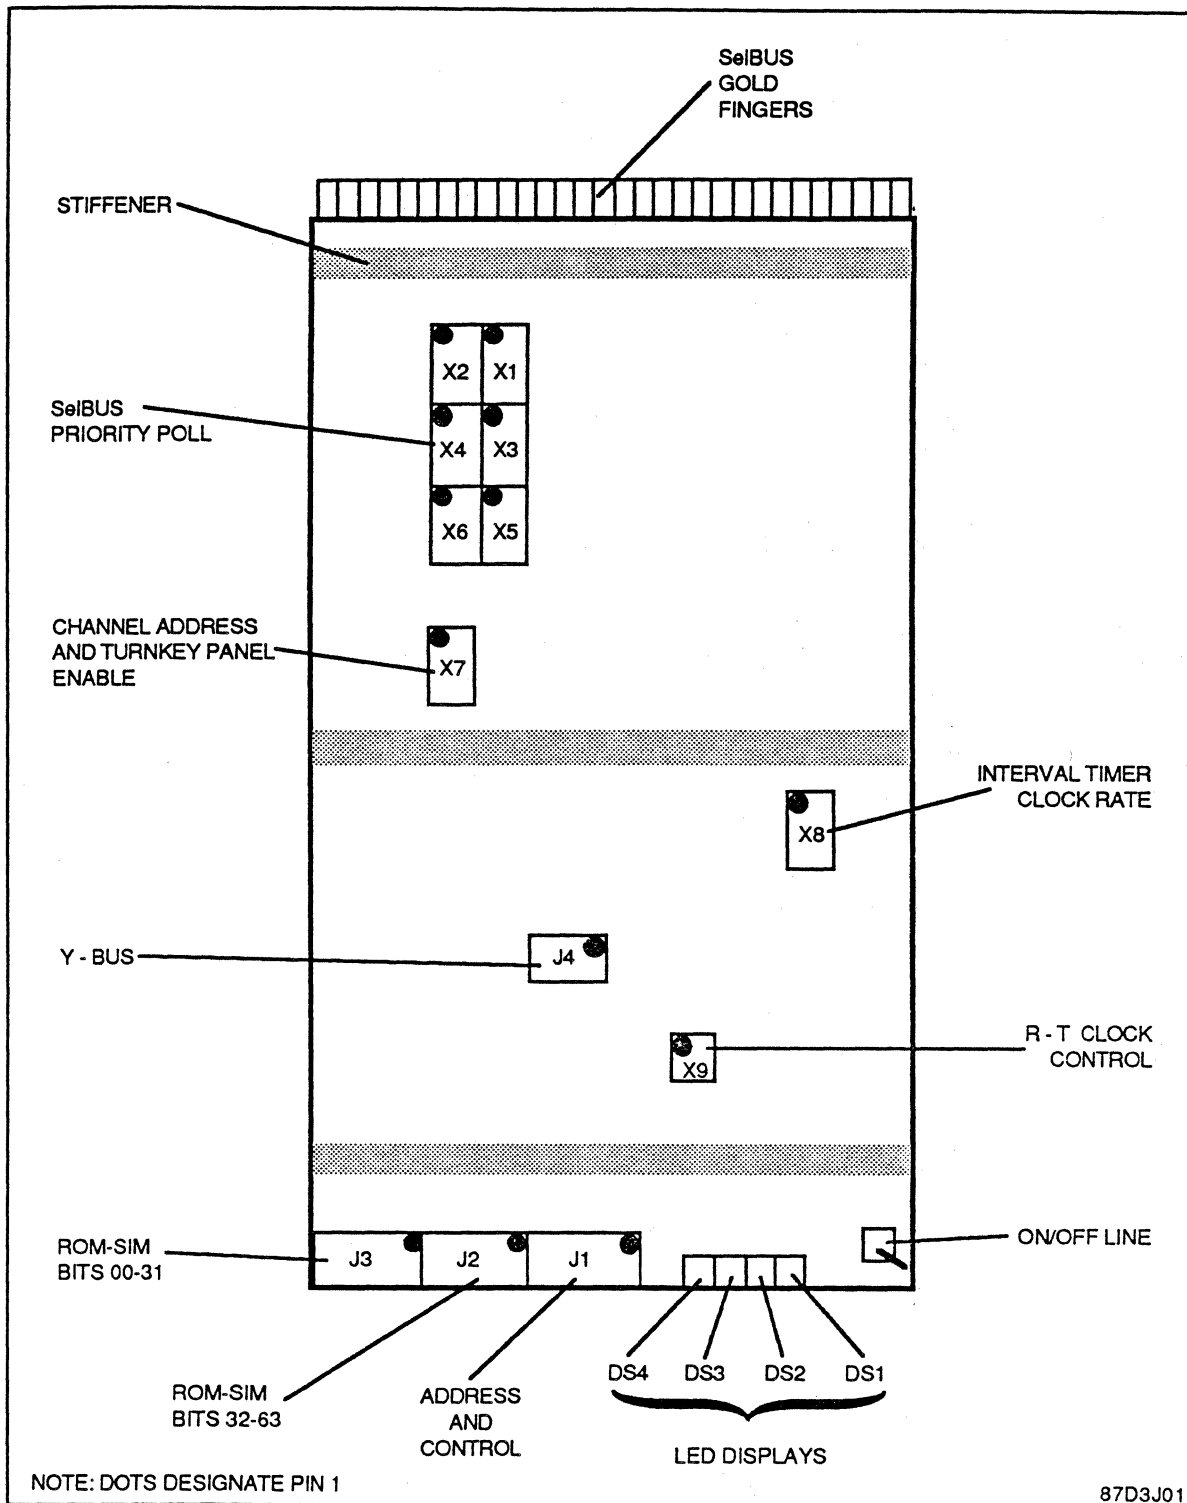 SelBUS
GOLD
FINGERS
STIFFENER
X2
X1
SelBUS
PRIORITY POLL
X4
X3
X6
X5
CHANNEL ADDRESS
AND TURNKEY PANEL
ENABLE
X7
INTERVAL TIMER
CLOCK RATE
X8
Y - BUS
J4
R - T CLOCK
CONTROL
X9
ROM-SIM
BITS 00-31
J3
J2
J1
ON/OFF LINE
DS4
DS3
DS2
DS1
ROM-SIM
BITS 32-63
ADDRESS
AND
CONTROL
LED DISPLAYS
NOTE: DOTS DESIGNATE PIN 1
87D3J01